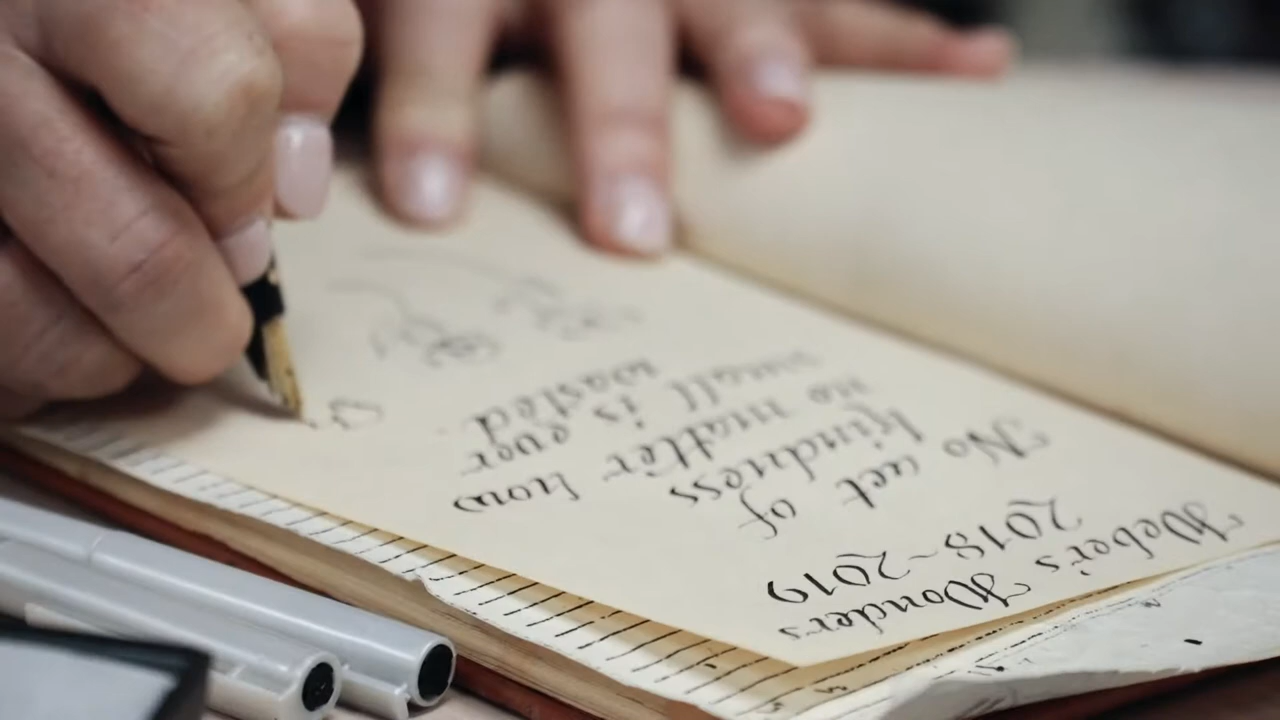 Weber's Wonders
2018~2019
No act of
kindness
no matter how
small is ever
wasted